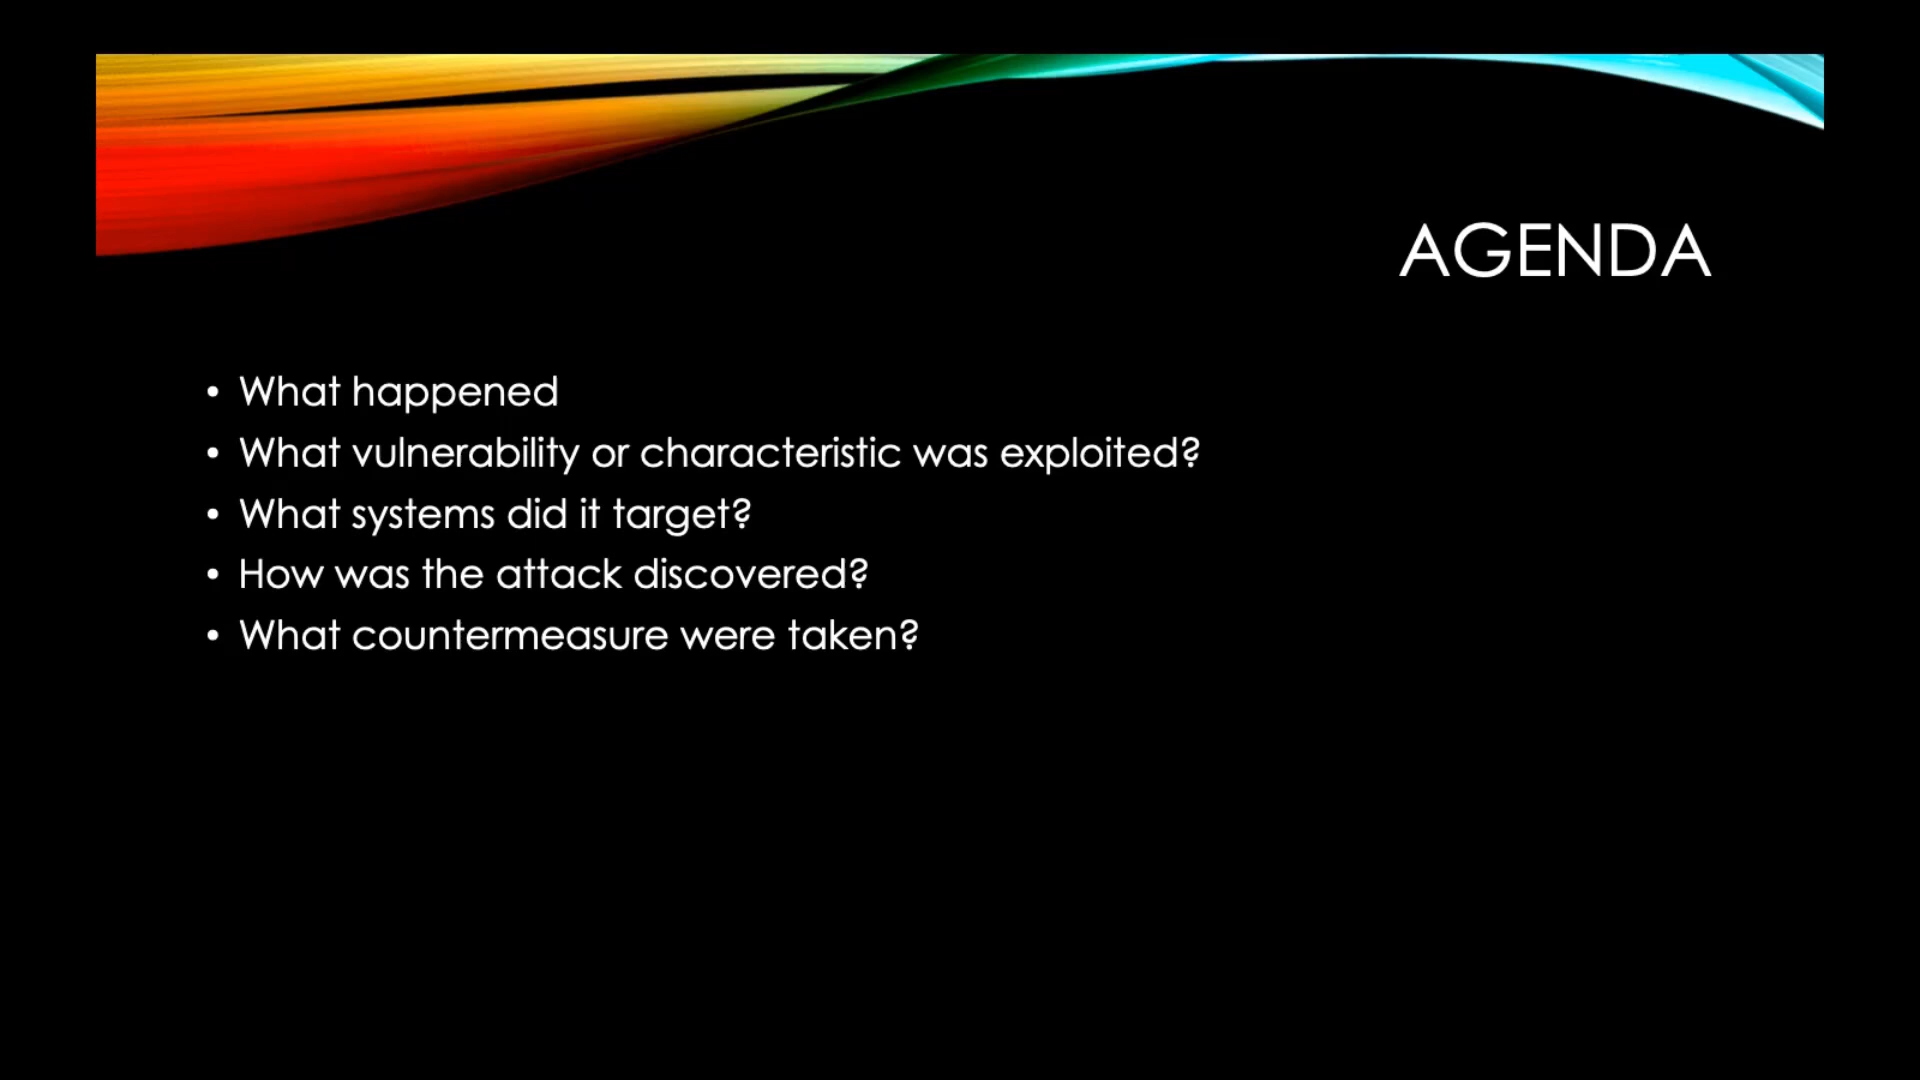 AGENDA
• What happened
• What vulnerability or characteristic was exploited?
• What systems did it target?
• How was the attack discovered?
• What countermeasure were taken?